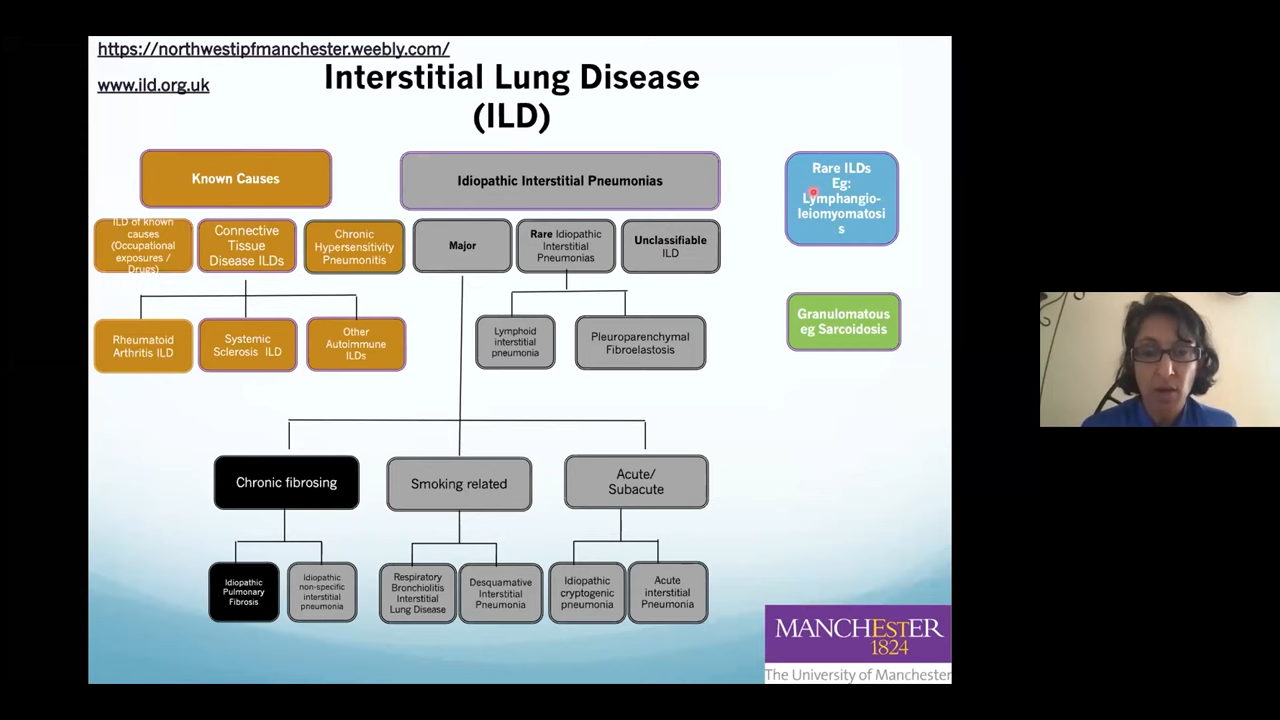 https://northwestipfmanchester.weebly.com/
www.ild.org.uk
Interstitial Lung Disease
(ILD)
Known Causes
Idiopathic Interstitial Pneumonias
Rare ILDs
Eg:
Lymphangio-
leiomyomatosi
s
ILD of known
causes
(Occupational
exposures /
Drugs)
Connective
Tissue
Disease ILDs
Chronic
Hypersensitivity
Pneumonitis
Major
Rare Idiopathic
Interstitial
Pneumonias
Unclassifiable
ILD
Granulomatous
eg Sarcoidosis
Rheumatoid
Arthritis ILD
Systemic
Sclerosis ILD
Other
Autoimmune
ILDs
Lymphoid
interstitial
pneumonia
Pleuroparenchymal
Fibroelastosis
Chronic fibrosing
Smoking related
Acute/
Subacute
Idiopathic
Pulmonary
Fibrosis
Idiopathic
non-specific
interstitial
pneumonia
Respiratory
Bronchiolitis
Interstitial
Lung Disease
Desquamative
Interstitial
Pneumonia
Idiopathic
cryptogenic
pneumonia
Acute
interstitial
Pneumonia
MANCHESTER
1824
The University of Manchester